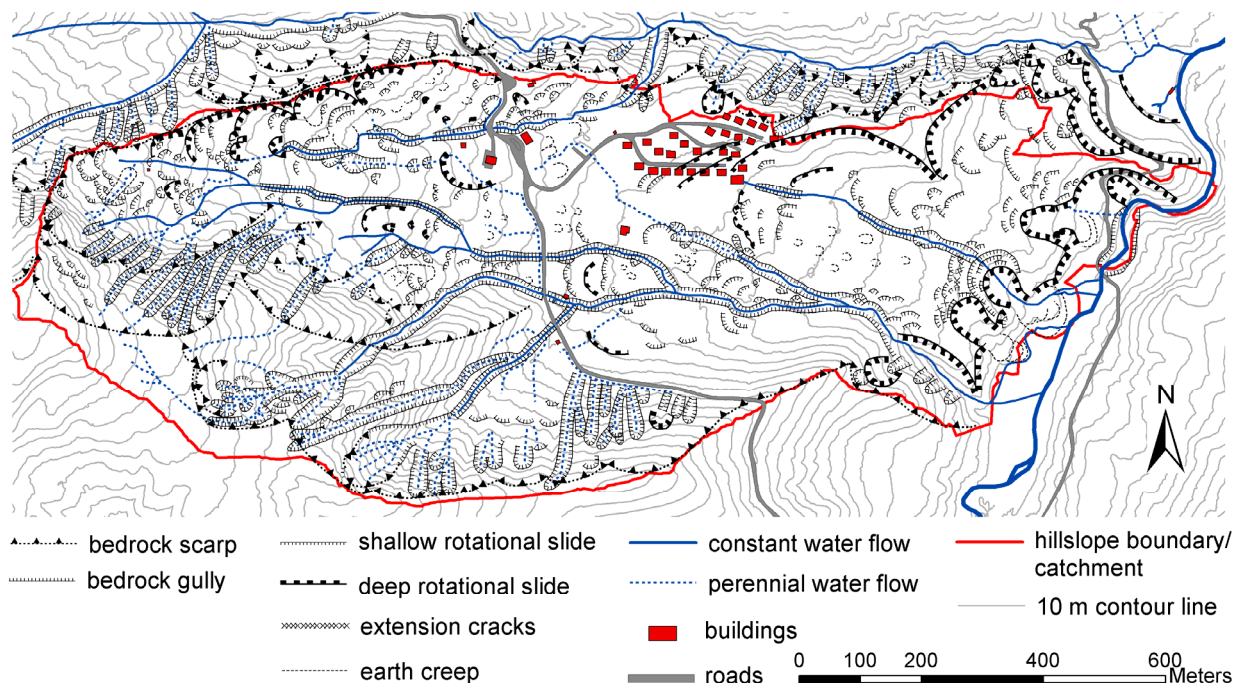 N
bedrock scarp
bedrock gully
shallow rotational slide
deep rotational slide
extension cracks
earth creep
constant water flow
perennial water flow
buildings
roads
hillslope boundary/
catchment
10 m contour line
0 100 200 400 600
Meters